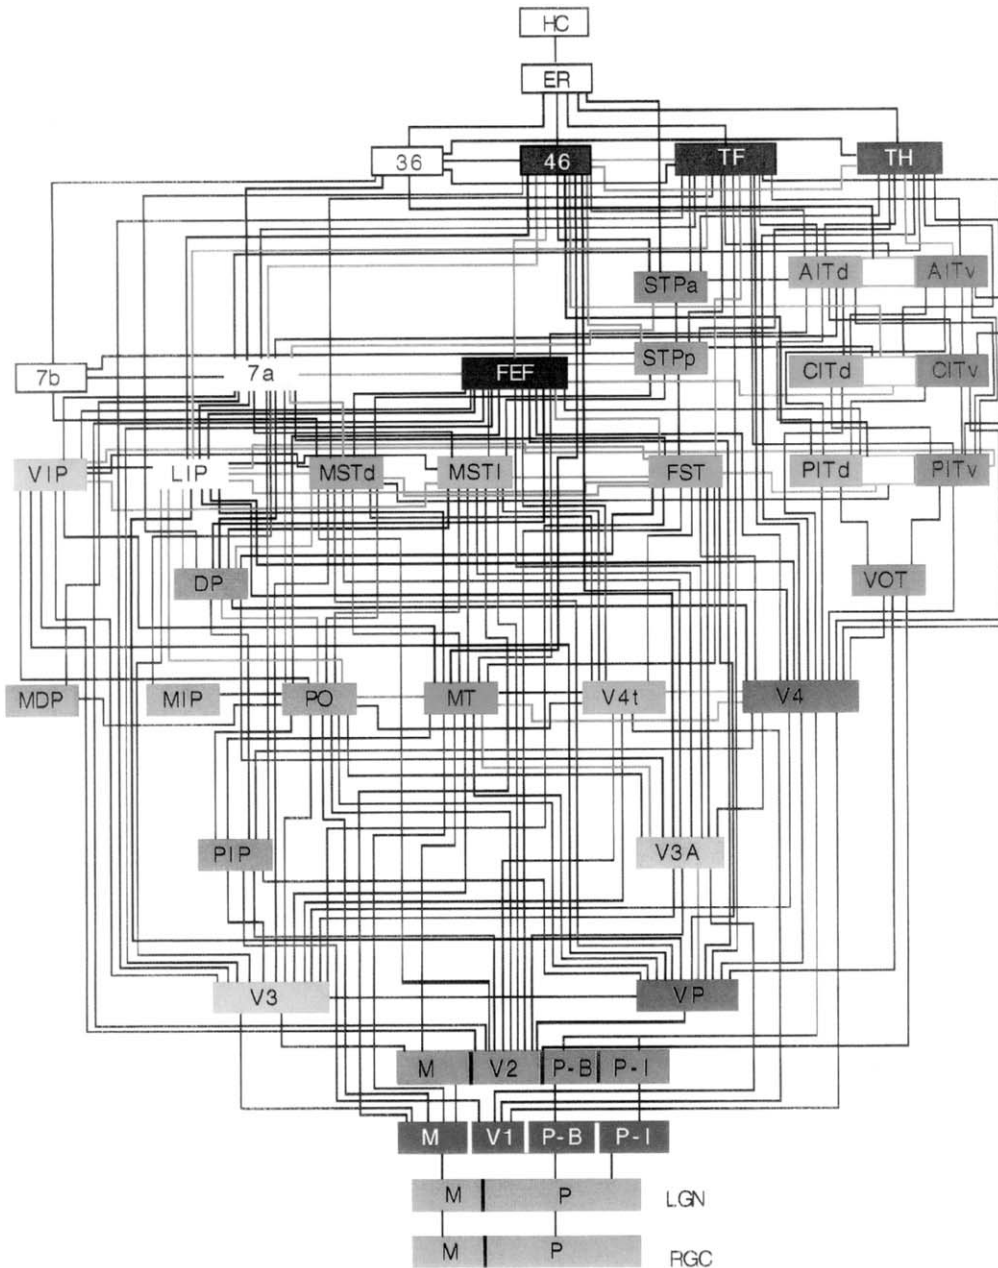 HC
ER
36 46 TF TH
STPa AITd AITv
7b 7a FEF STPp CITd CITv
VIP LIP MSTd MSTl FST PITd PITv
DP VOT
MDP MIP PO MT V4t V4
PIP V3A
V3 VP
M V2 P-B P-I
M V1 P-B P-I
M P LGN
M P RGC